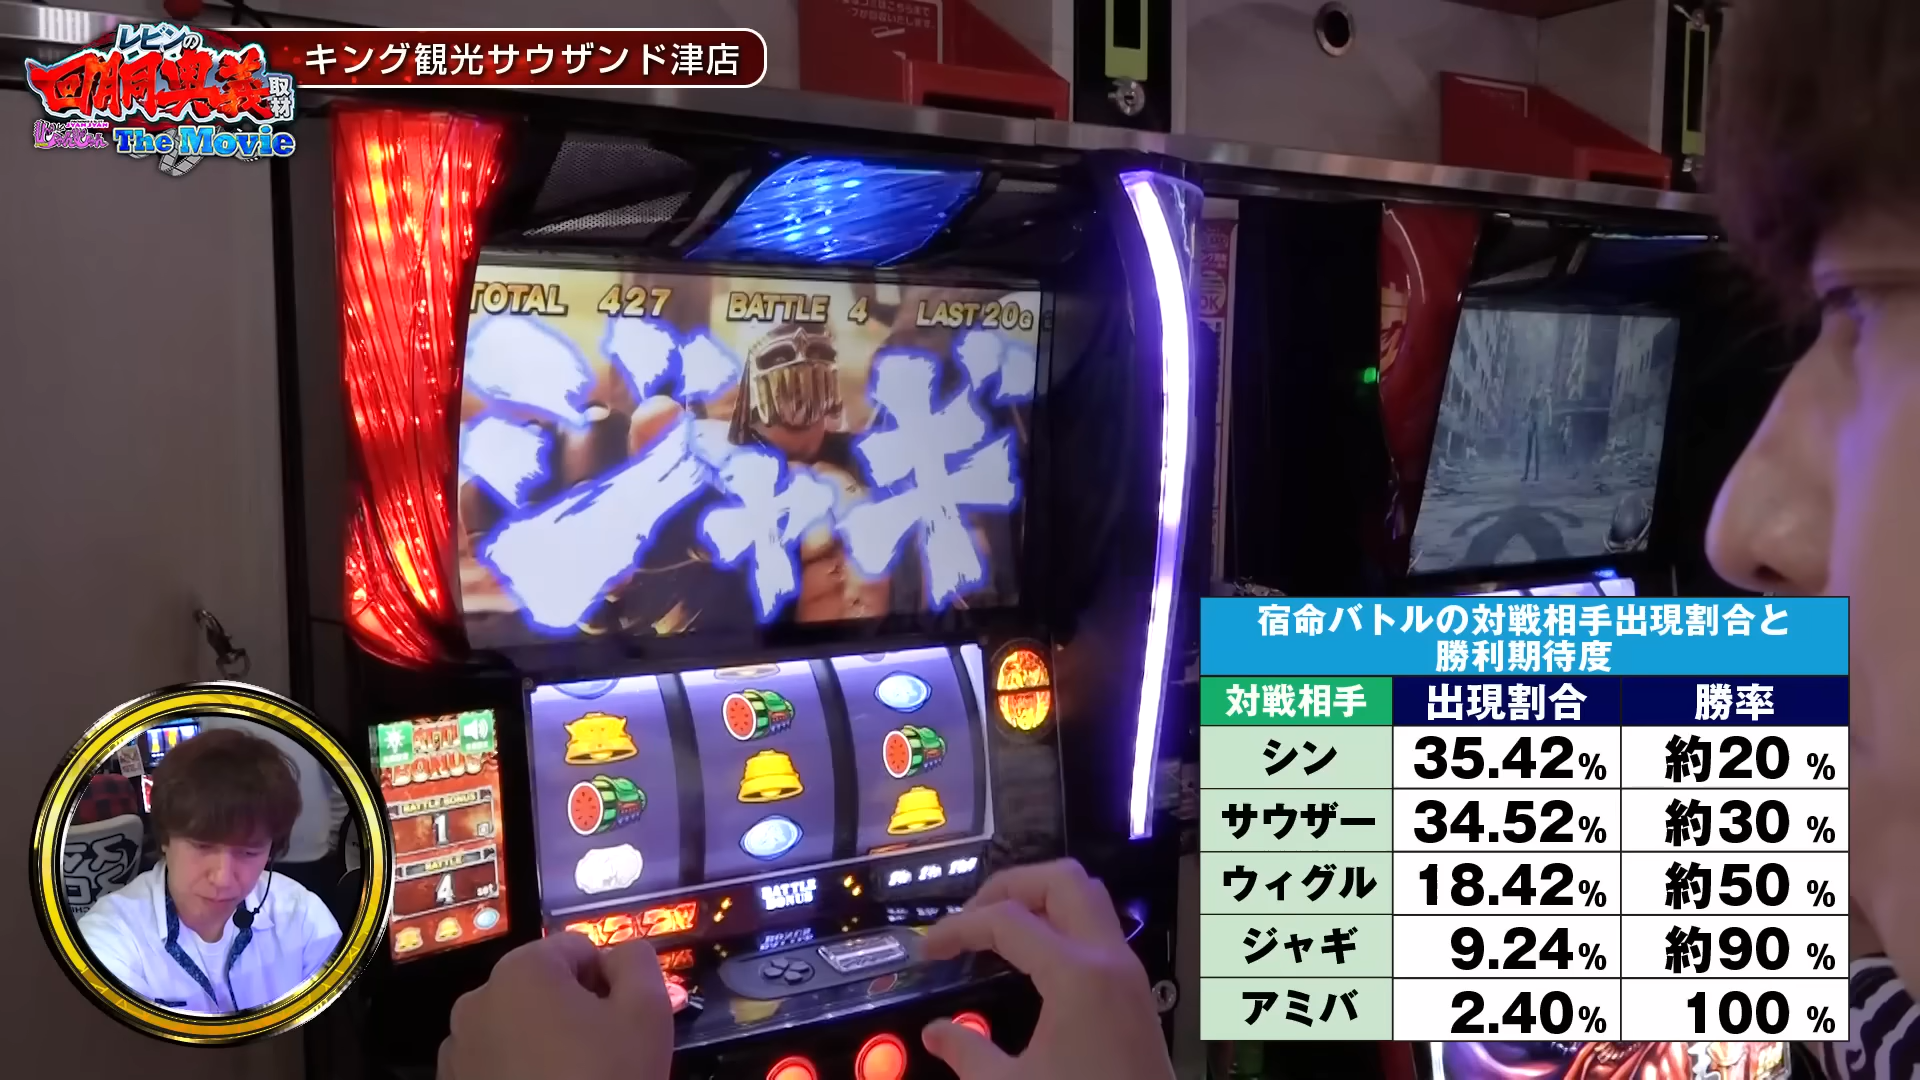 レビンの
回胴奥義
取材
The Movie
キング観光サウザンド津店
TOTAL 427 BATTLE 4 LAST 20G
ジャギ
BONUS
BATTLE BONUS
1
BATTLE
4 set
BATTLE
BONUS
宿命バトルの対戦相手出現割合と
勝利期待度
対戦相手 出現割合 勝率
シン 35.42% 約20 %
サウザー 34.52% 約30 %
ウィグル 18.42% 約50 %
ジャギ 9.24% 約90 %
アミバ 2.40% 100 %